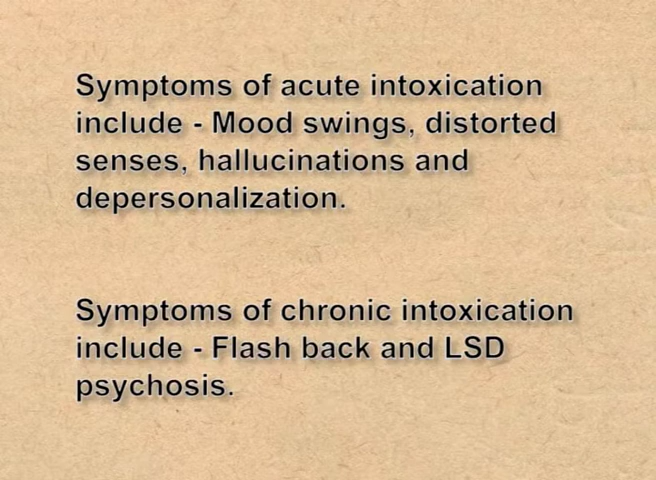 Symptoms of acute intoxication
include - Mood swings, distorted
senses, hallucinations and
depersonalization.
Symptoms of chronic intoxication
include - Flash back and LSD
psychosis.